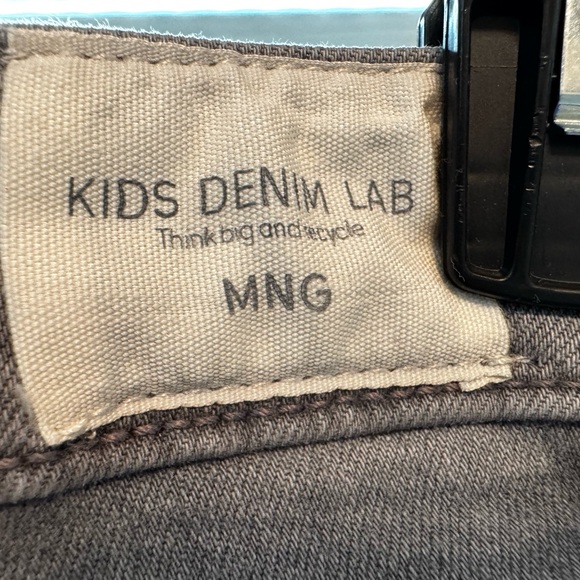 KIDS DENIM LAB
Think big and recycle
MNG